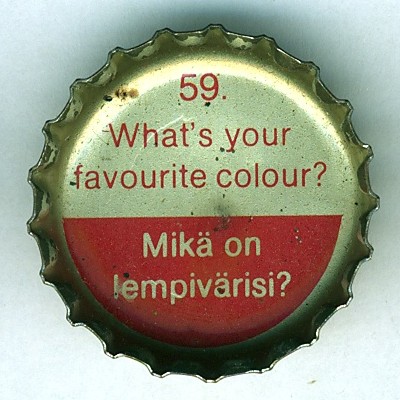 59.
What's your
favourite colour?
Mikä on
lempivärisi?